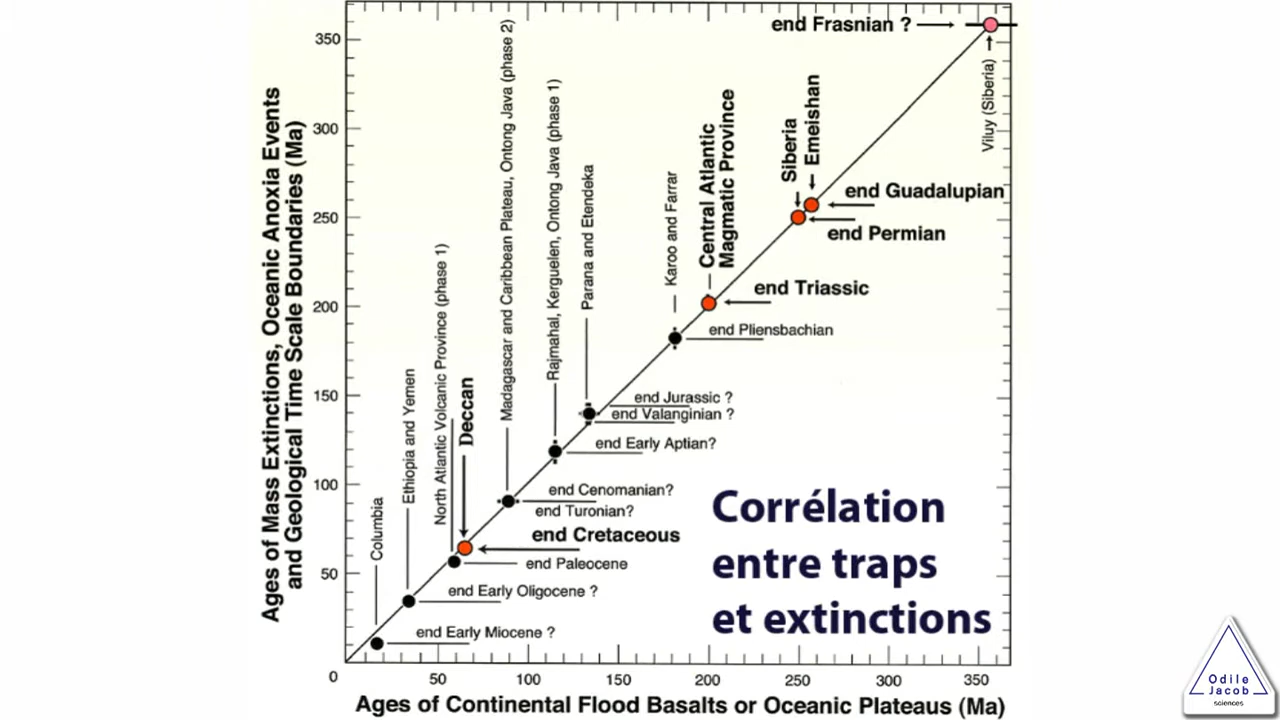 end Frasnian ?
350
Viluy (Siberia)
Madagascar and Caribbean Plateau, Ontong Java (phase 2)
Rajmahal, Kerguelen, Ontong Java (phase 1)
Parana and Etendeka
Karoo and Farrar
Central Atlantic
Magmatic Province
Siberia
Emeishan
300
end Guadalupian
250
end Permian
end Triassic
200
end Pliensbachian
North Atlantic Volcanic Province (phase 1)
Ethiopia and Yemen
Deccan
Columbia
150
end Jurassic ?
end Valanginian ?
end Early Aptian?
100
end Cenomanian?
end Turonian?
end Cretaceous
end Paleocene
50
end Early Oligocene ?
end Early Miocene ?
0
Ages of Mass Extinctions, Oceanic Anoxia Events
and Geological Time Scale Boundaries (Ma)
Corrélation
entre traps
et extinctions
0
50
100
150
200
250
300
350
Ages of Continental Flood Basalts or Oceanic Plateaus (Ma)
Odile
Jacob
sciences